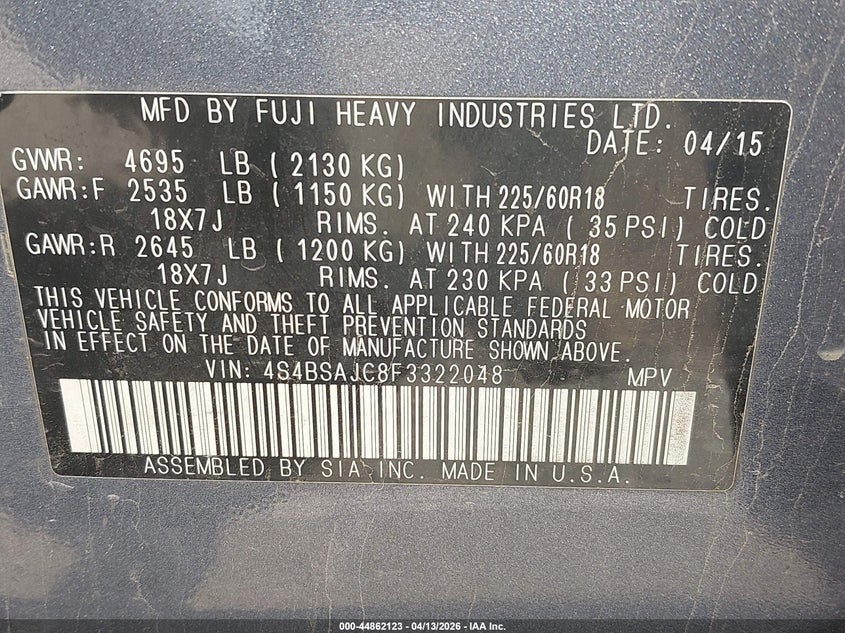 MFD BY FUJI HEAVY INDUSTRIES LTD.
DATE: 04/15
GVWR: 4695 LB ( 2130 KG)
GAWR:F 2535 LB ( 1150 KG) WITH 225/60R18 TIRES.
18X7J RIMS. AT 240 KPA ( 35 PSI) COLD
GAWR:R 2645 LB ( 1200 KG) WITH 225/60R18 TIRES.
18X7J RIMS. AT 230 KPA ( 33 PSI) COLD
THIS VEHICLE CONFORMS TO ALL APPLICABLE FEDERAL MOTOR
VEHICLE SAFETY AND THEFT PREVENTION STANDARDS
IN EFFECT ON THE DATE OF MANUFACTURE SHOWN ABOVE.
VIN: 4S4BSAJC8F3322048 MPV
ASSEMBLED BY SIA INC. MADE IN U.S.A.
000-44862123 - 04/13/2026 - IAA Inc.